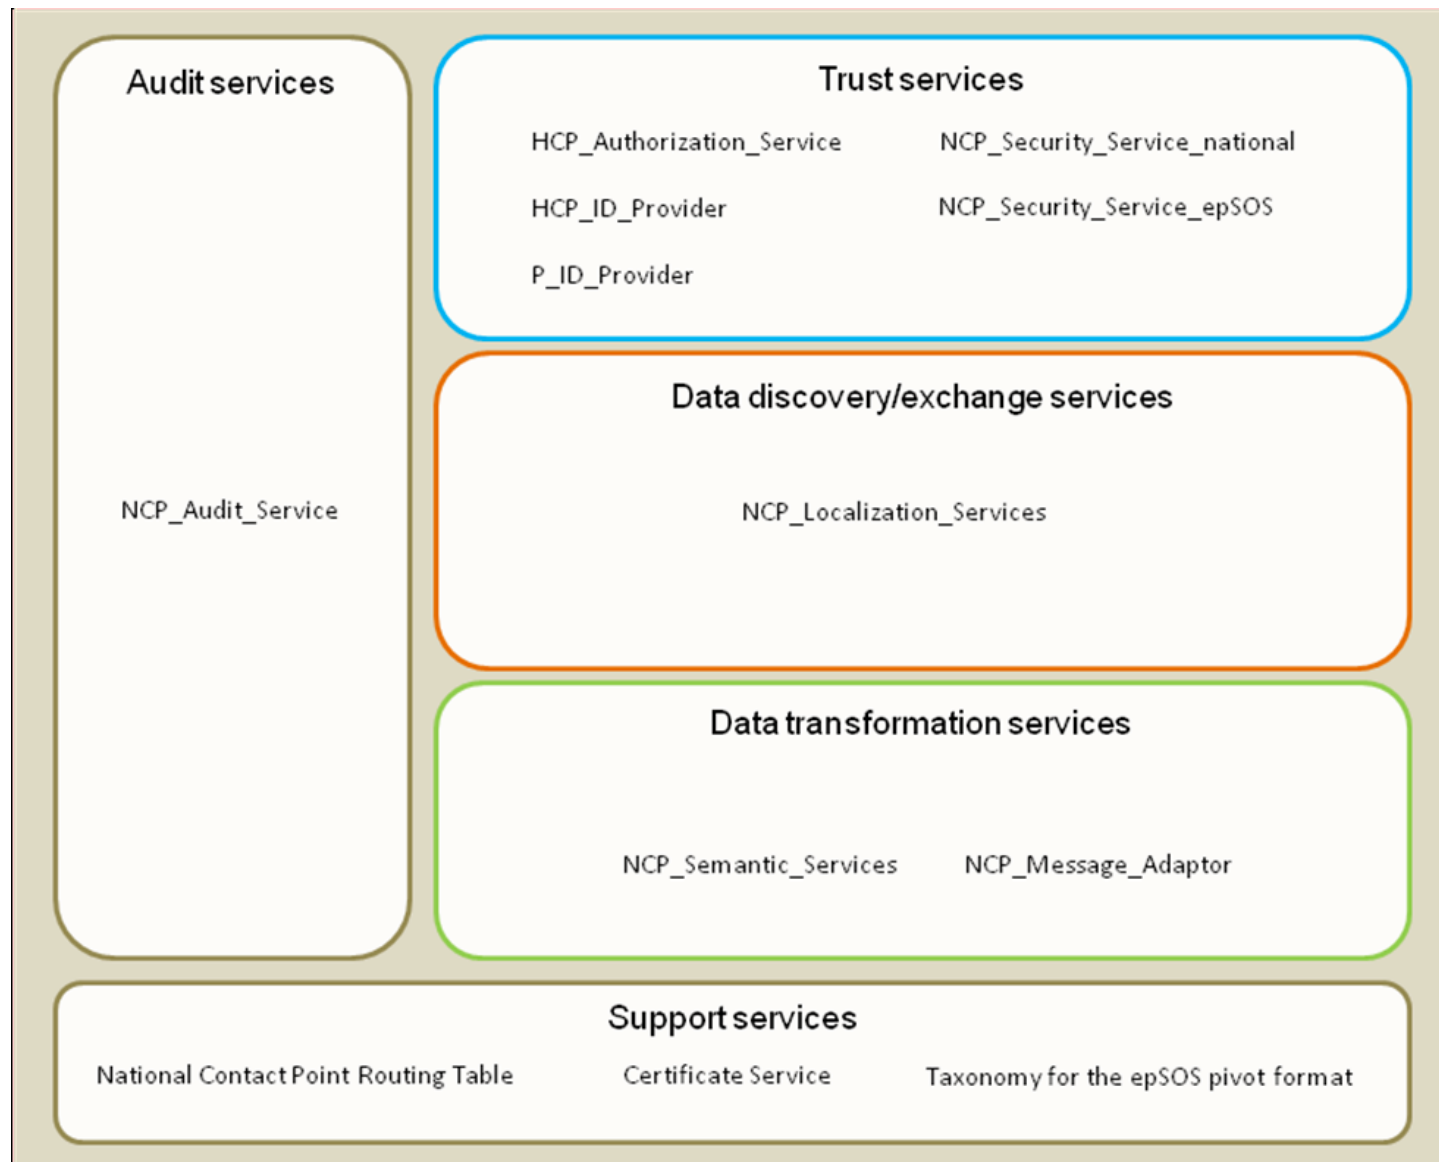 Audit services
NCP_Audit_Service
Trust services
HCP_Authorization_Service
NCP_Security_Service_national
HCP_ID_Provider
NCP_Security_Service_epSOS
P_ID_Provider
Data discovery/exchange services
NCP_Localization_Services
Data transformation services
NCP_Semantic_Services
NCP_Message_Adaptor
Support services
National Contact Point Routing Table
Certificate Service
Taxonomy for the epSOS pivot format